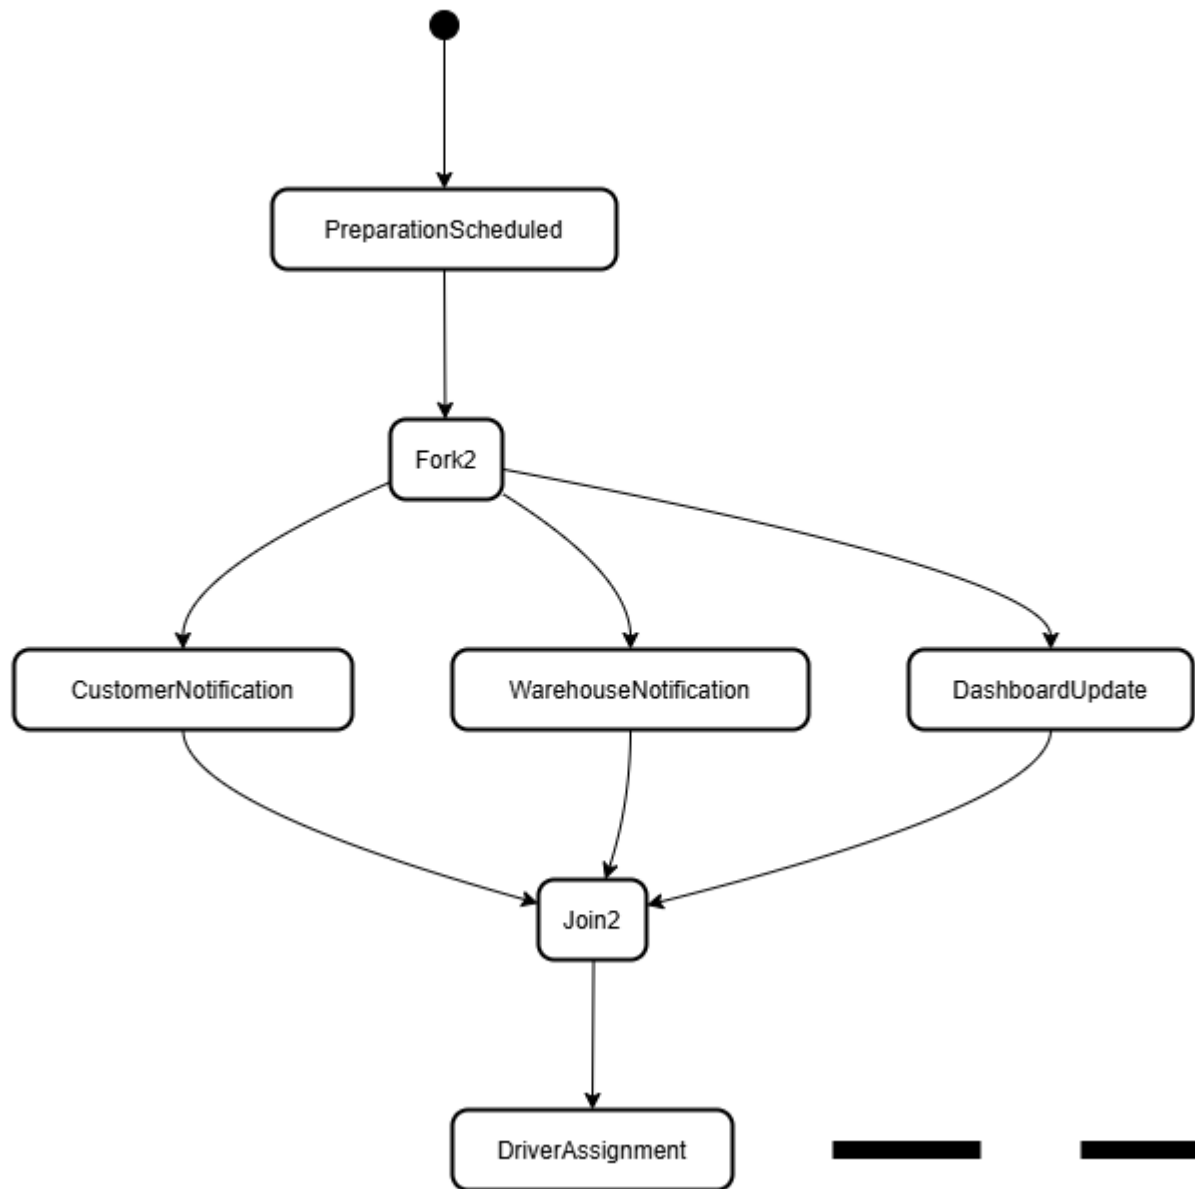 PreparationScheduled
Fork2
CustomerNotification
WarehouseNotification
DashboardUpdate
Join2
DriverAssignment